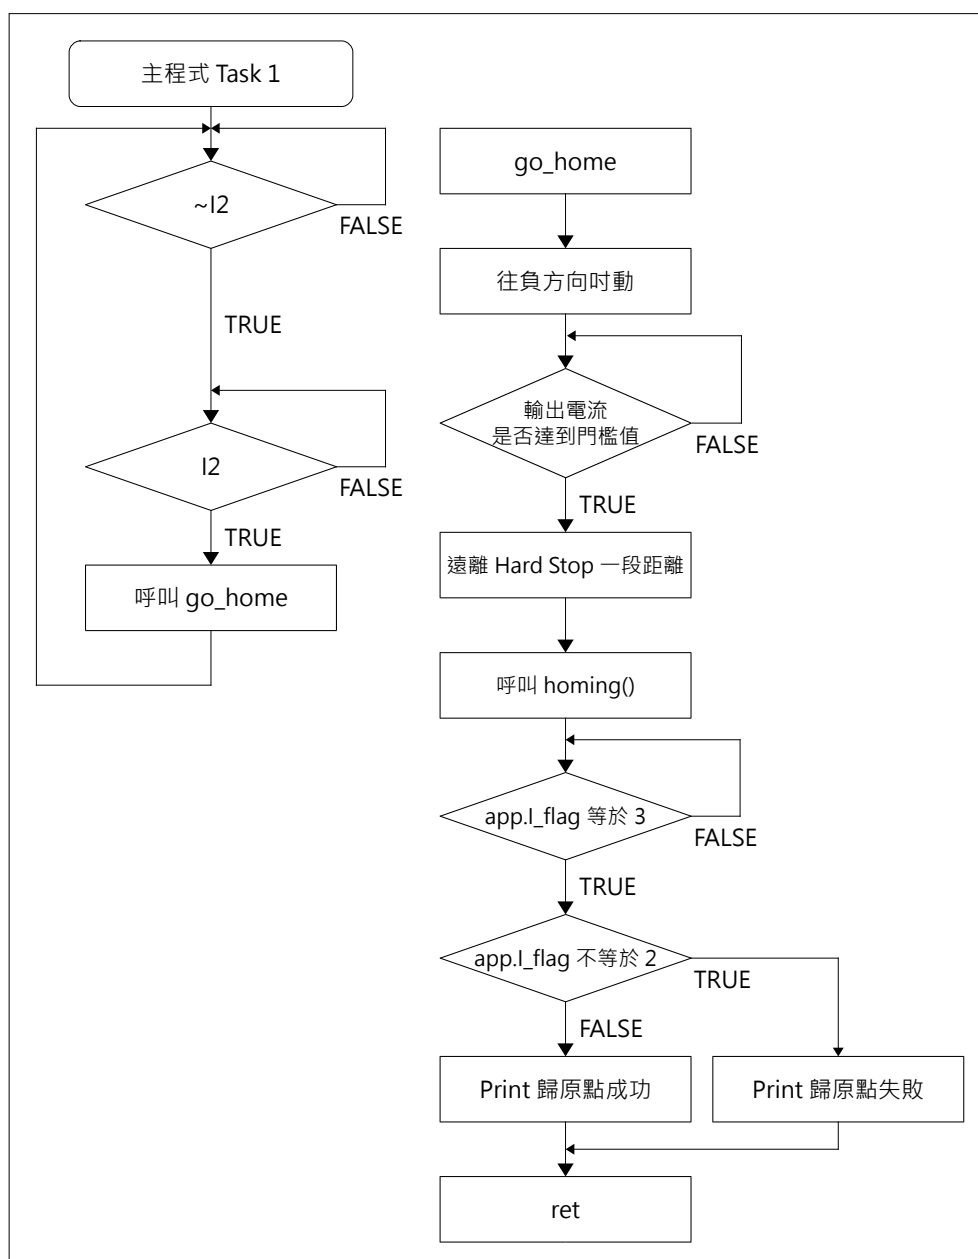 主程式 Task 1
~I2
FALSE
TRUE
I2
FALSE
TRUE
呼叫 go_home
go_home
往負方向吋動
輸出電流
是否達到門檻值
FALSE
TRUE
遠離 Hard Stop 一段距離
呼叫 homing()
app.I_flag 等於 3
FALSE
TRUE
app.I_flag 不等於 2
TRUE
FALSE
Print 歸原點成功
Print 歸原點失敗
ret